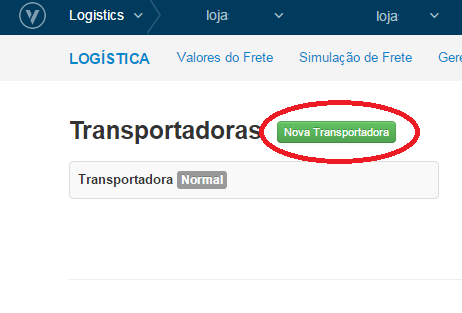 Logistics loja loja
LOGÍSTICA Valores do Frete Simulação de Frete Gere
Transportadoras Nova Transportadora
Transportadora Normal